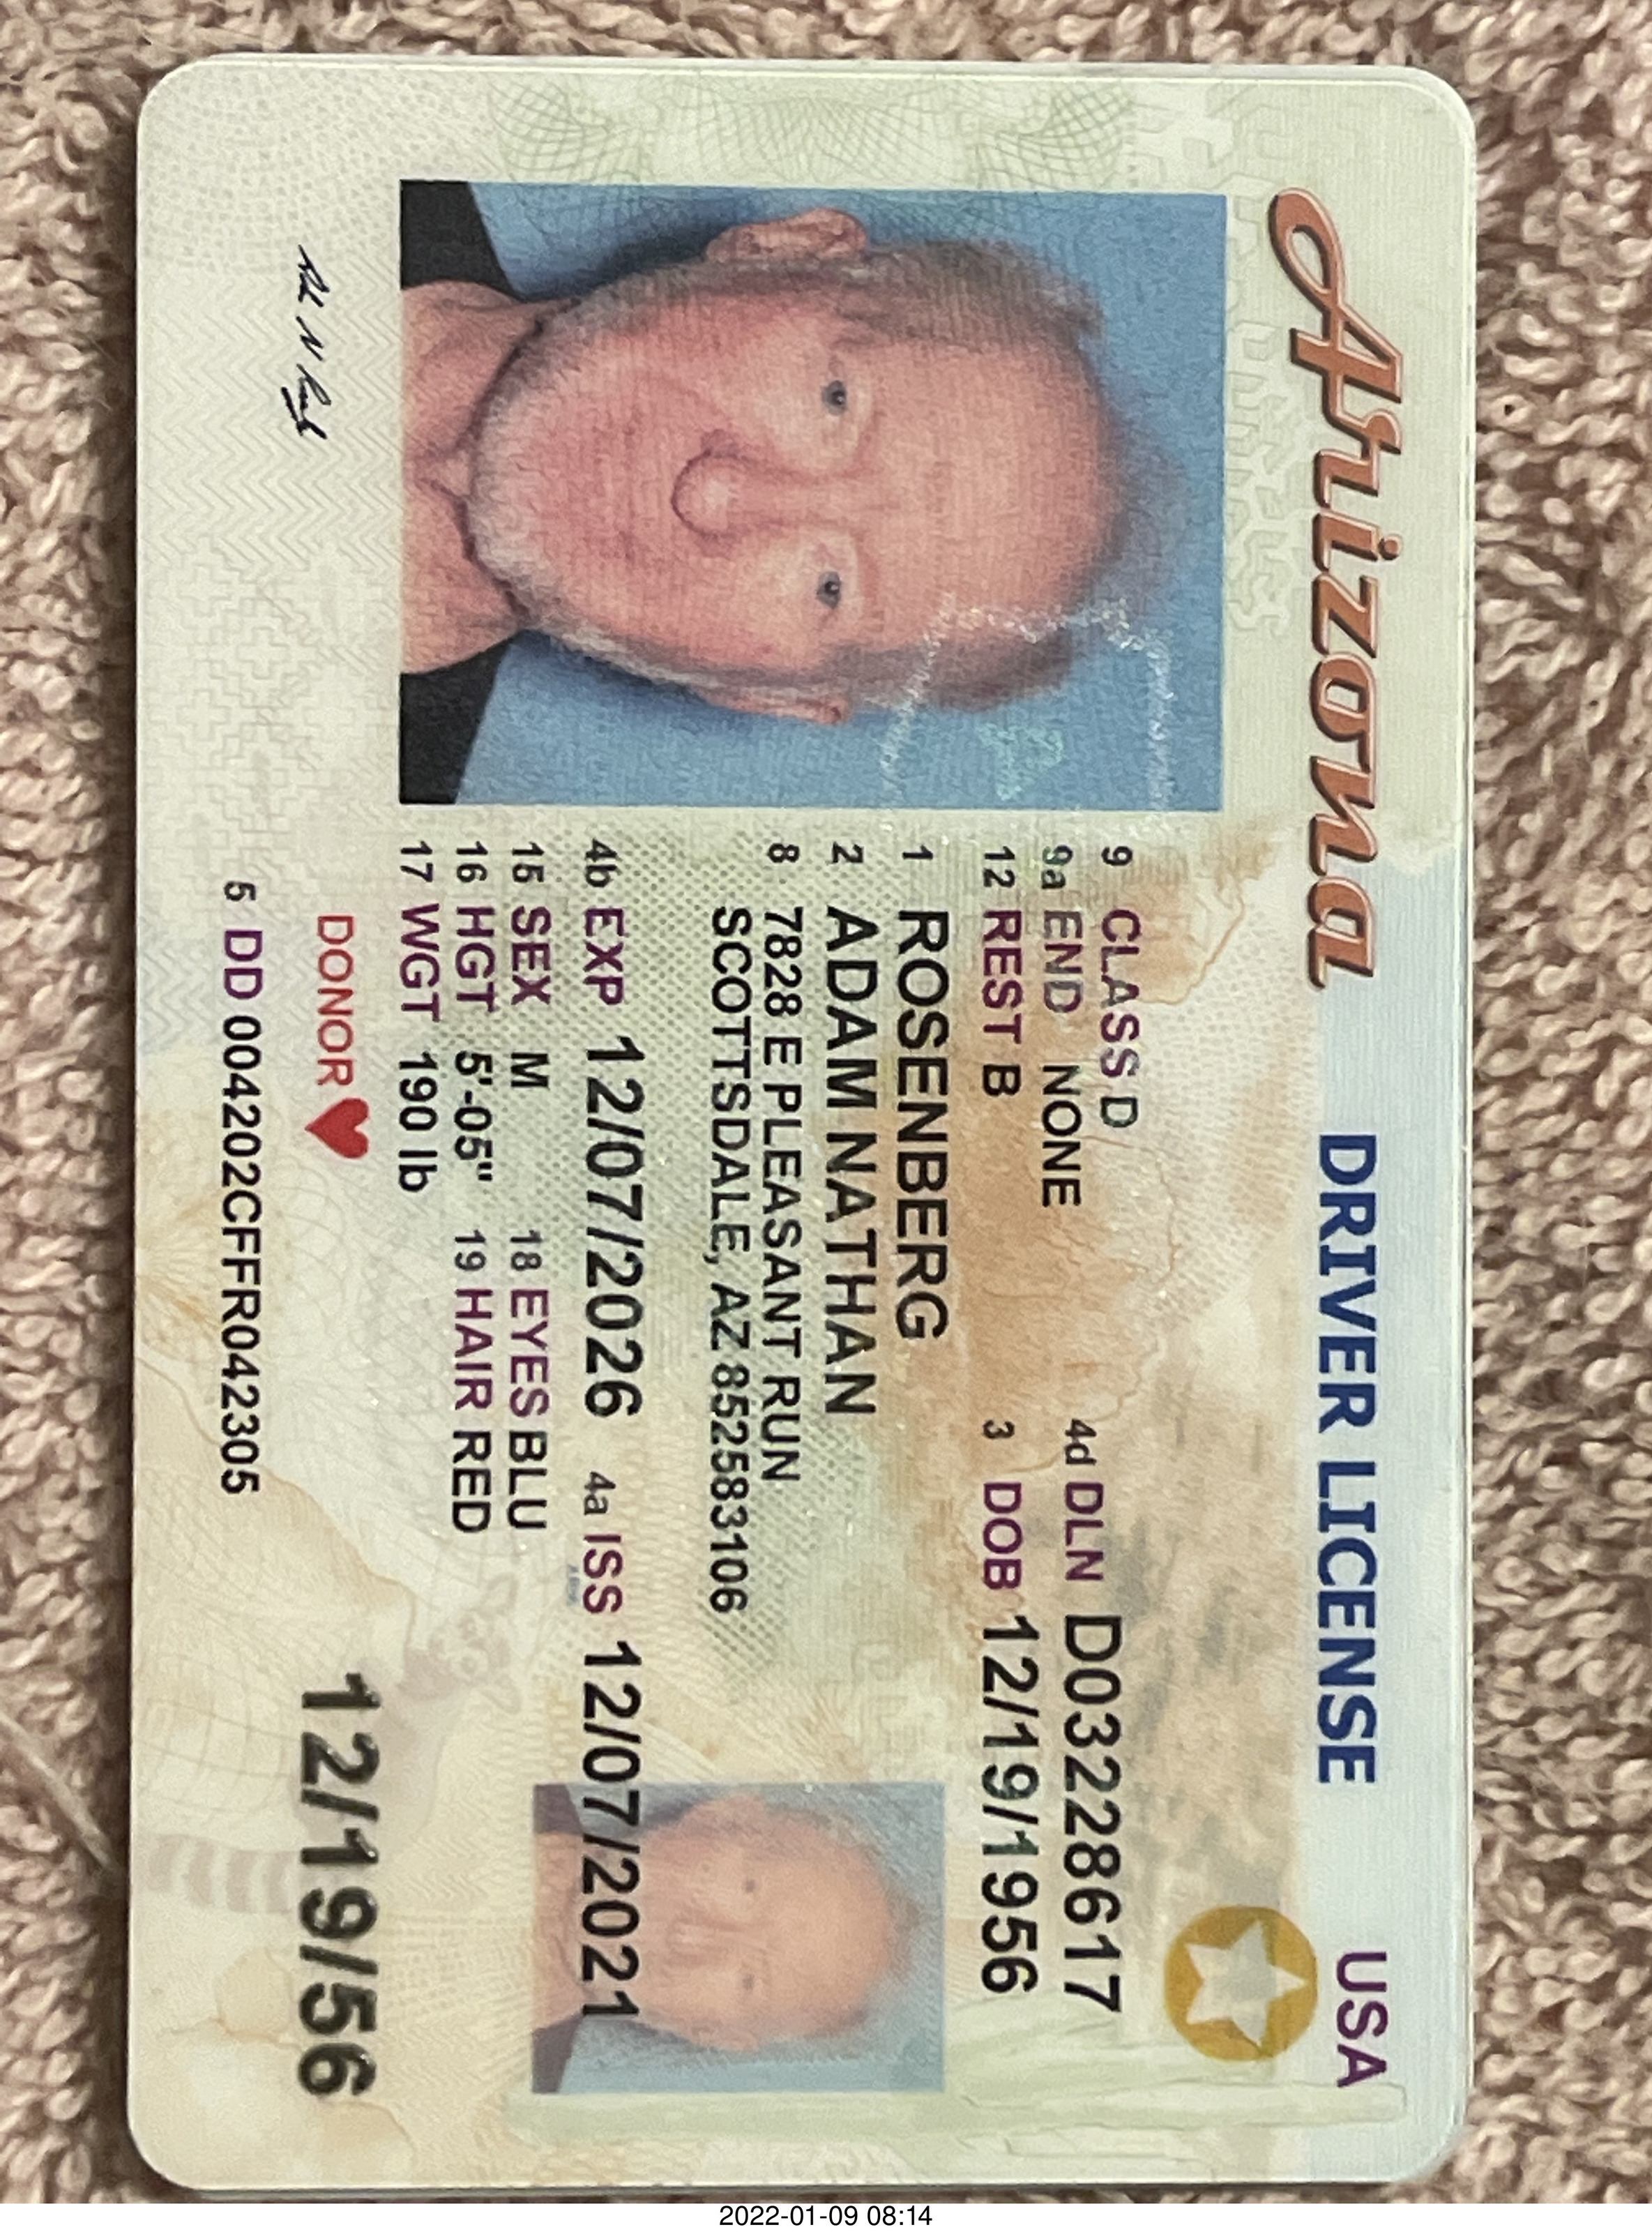 Arizona DRIVER LICENSE USA
9 CLASS D
9a END NONE
4d DLN D03228617
12 REST B
3 DOB 12/19/1956
1 ROSENBERG
2 ADAM NATHAN
8 7828 E PLEASANT RUN
SCOTTSDALE, AZ 852583106
4b EXP 12/07/2026 4a ISS 12/07/2021
15 SEX M 18 EYES BLU
16 HGT 5'-05" 19 HAIR RED
17 WGT 190 lb
DONOR
12/19/56
5 DD 004202CFFR042305
2022-01-09 08:14